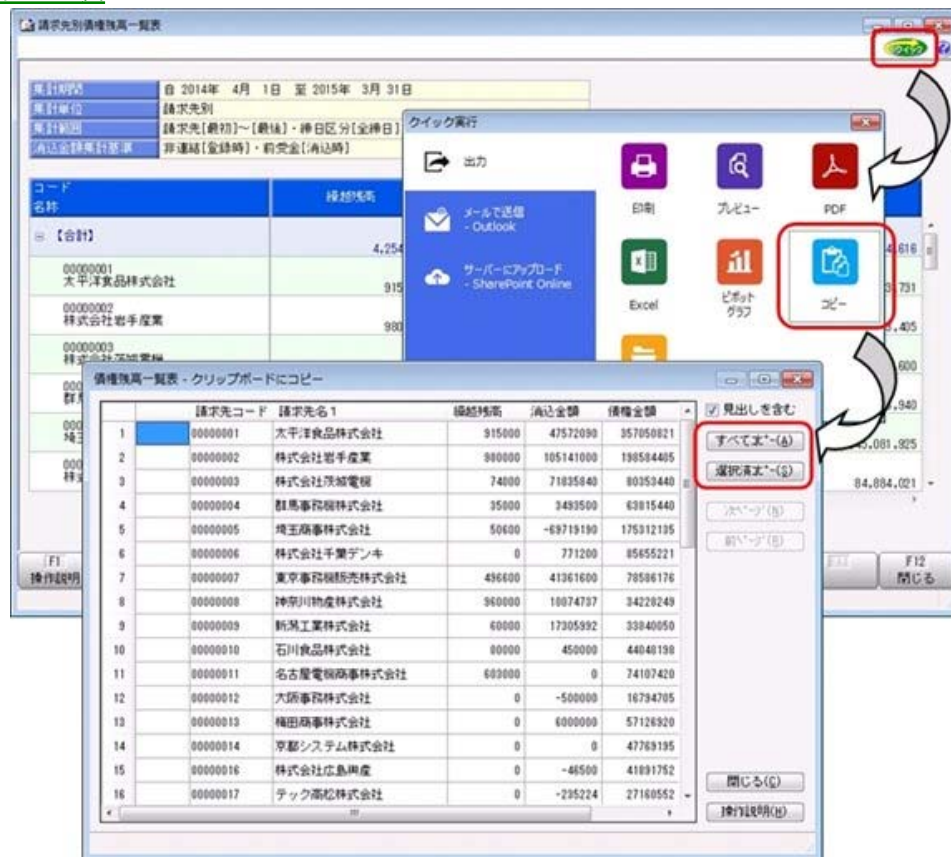 請求先別債権残高一覧表
クイック
集計期間 自 2014年 4月 1日 至 2015年 3月 31日
集計単位 請求先別
集計範囲 請求先[最初]~[最後]・締日区分[全締日]
消込金額集計基準 非連結[登録時]・前受金[消込時]
コード
名称
繰越残高
【合計】
4,254
4,616
00000001
太平洋食品株式会社
915
731
00000002
株式会社岩手産業
980
,405
00000003
株式会社茨城電機
600
,940
,081,925
84,884,021
F1
操作説明
F12
閉じる
クイック実行
出力
メールで送信
- Outlook
サーバーにアップロード
- SharePoint Online
印刷
プレビュー
PDF
Excel
ピボット
グラフ
コピー
債権残高一覧表 - クリップボードにコピー
請求先コード 請求先名1 繰越残高 消込金額 債権金額
1 00000001 太平洋食品株式会社 915000 47572090 357050821
2 00000002 株式会社岩手産業 980000 105141000 198584405
3 00000003 株式会社茨城電機 74000 71835840 80353440
4 00000004 群馬事務機株式会社 35000 3493500 63815440
5 00000005 埼玉商事株式会社 50600 -69719190 175312135
6 00000006 株式会社千葉デンキ 0 771200 85655221
7 00000007 東京事務機販売株式会社 496600 41361600 78586176
8 00000008 神奈川物産株式会社 960000 10074737 34228249
9 00000009 新潟工業株式会社 60000 17305992 33840050
10 00000010 石川食品株式会社 80000 450000 44048198
11 00000011 名古屋電機商事株式会社 603000 0 74107420
12 00000012 大阪事務株式会社 0 -500000 16794705
13 00000013 梅田商事株式会社 0 6000000 57126920
14 00000014 京都システム株式会社 0 0 47769195
15 00000016 株式会社広島興産 0 -46500 41891752
16 00000017 テック高松株式会社 0 -235224 27160552
見出しを含む
すべてコピー(A)
選択済コピー(S)
次ページ(N)
前ページ(B)
閉じる(C)
操作説明(H)